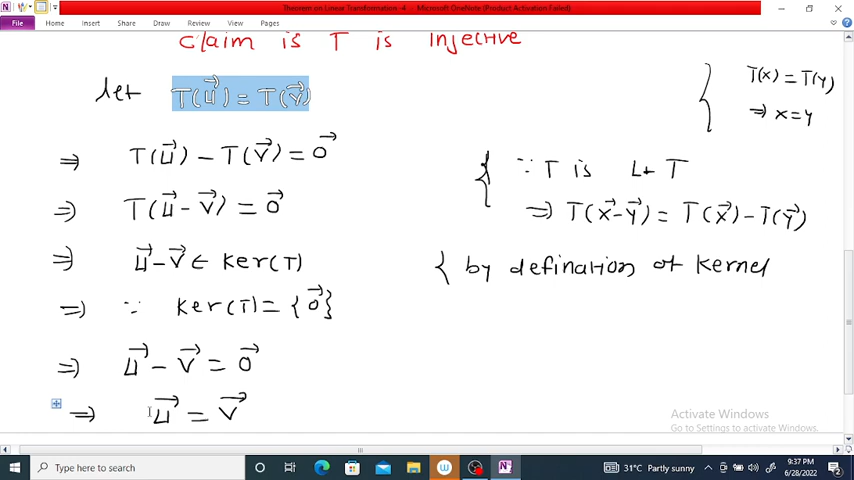 Theorem on Linear Transformation -4 - Microsoft OneNote (Product Activation Failed)
File Home Insert Share Draw Review View Pages
claim is T is Injective
let T(u⃗) = T(v⃗)
{ T(x) = T(y)
⇒ x = y
⇒ T(u⃗) − T(v⃗) = 0⃗
{ ∵ T is L.T
⇒ T(u⃗ − v⃗) = 0⃗
⇒ T(x⃗ − y⃗) = T(x⃗) − T(y⃗)
⇒ u⃗ − v⃗ ∈ Ker(T)
{ by defination of Kernel
⇒ ∵ Ker(T) = {0⃗}
⇒ u⃗ − v⃗ = 0⃗
⇒ u⃗ = v⃗
Activate Windows
Go to Settings to activate Windows.
Type here to search
31°C Partly sunny
9:37 PM
6/28/2022
2